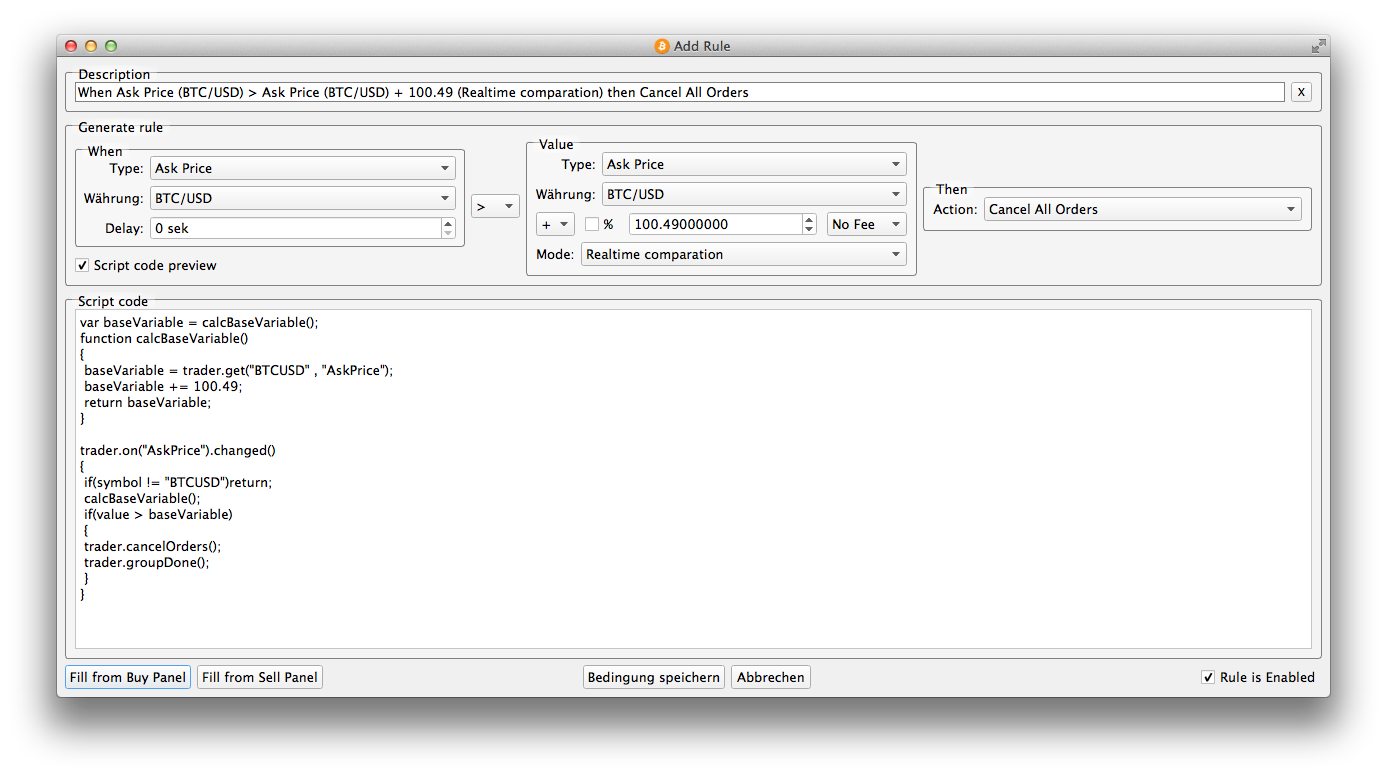 Add Rule
Description
When Ask Price (BTC/USD) > Ask Price (BTC/USD) + 100.49 (Realtime comparation) then Cancel All Orders
X
Generate rule
When
Type: Ask Price
Währung: BTC/USD
Delay: 0 sek
>
Value
Type: Ask Price
Währung: BTC/USD
+ % 100.49000000 No Fee
Mode: Realtime comparation
Then
Action: Cancel All Orders
Script code preview
Script code
var baseVariable = calcBaseVariable();
function calcBaseVariable()
{
baseVariable = trader.get("BTCUSD" , "AskPrice");
baseVariable += 100.49;
return baseVariable;
}
trader.on("AskPrice").changed()
{
if(symbol != "BTCUSD")return;
calcBaseVariable();
if(value > baseVariable)
{
trader.cancelOrders();
trader.groupDone();
}
}
Fill from Buy Panel Fill from Sell Panel Bedingung speichern Abbrechen Rule is Enabled